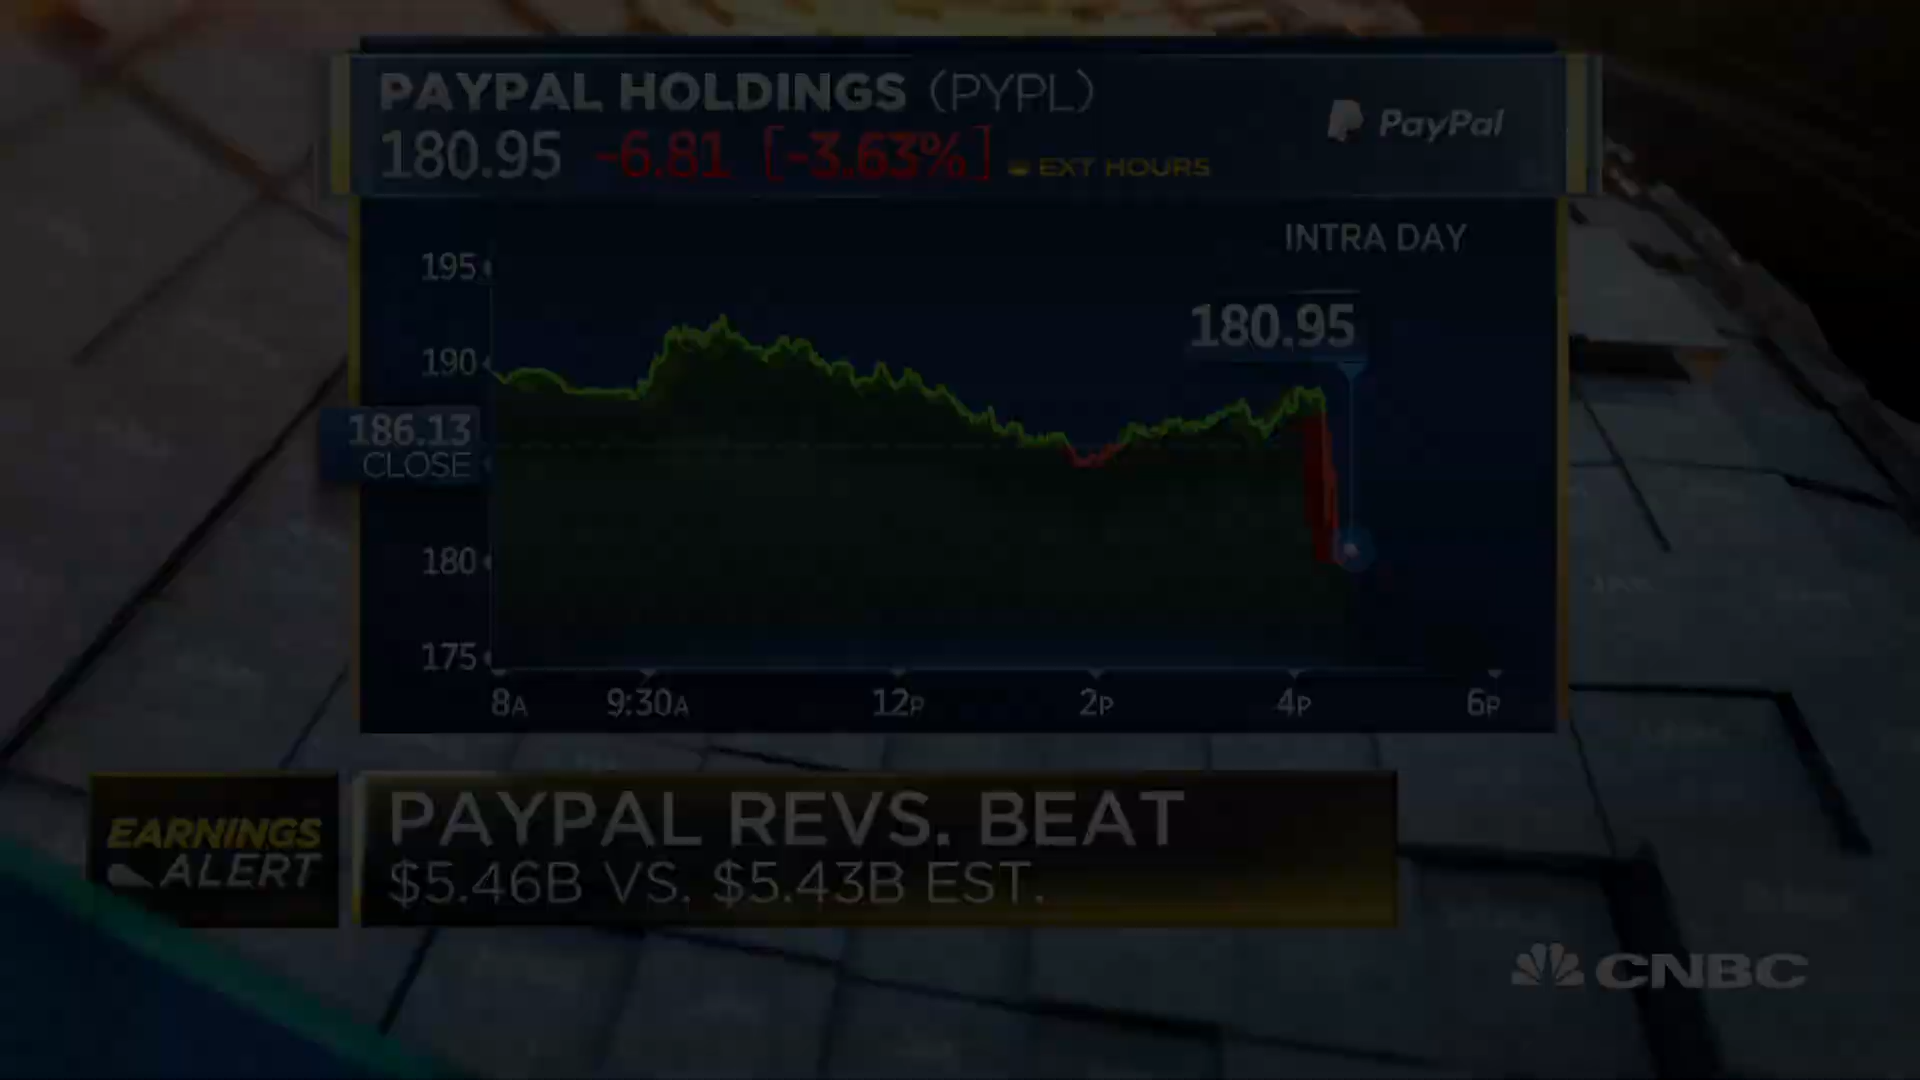 PAYPAL HOLDINGS (PYPL)
180.95 -6.81 [-3.63%] EXT HOURS
PayPal
INTRA DAY
195
190
186.13
CLOSE
180
175
180.95
8A 9:30A 12P 2P 4P 6P
EARNINGS
ALERT
PAYPAL REVS. BEAT
$5.46B VS. $5.43B EST.
CNBC